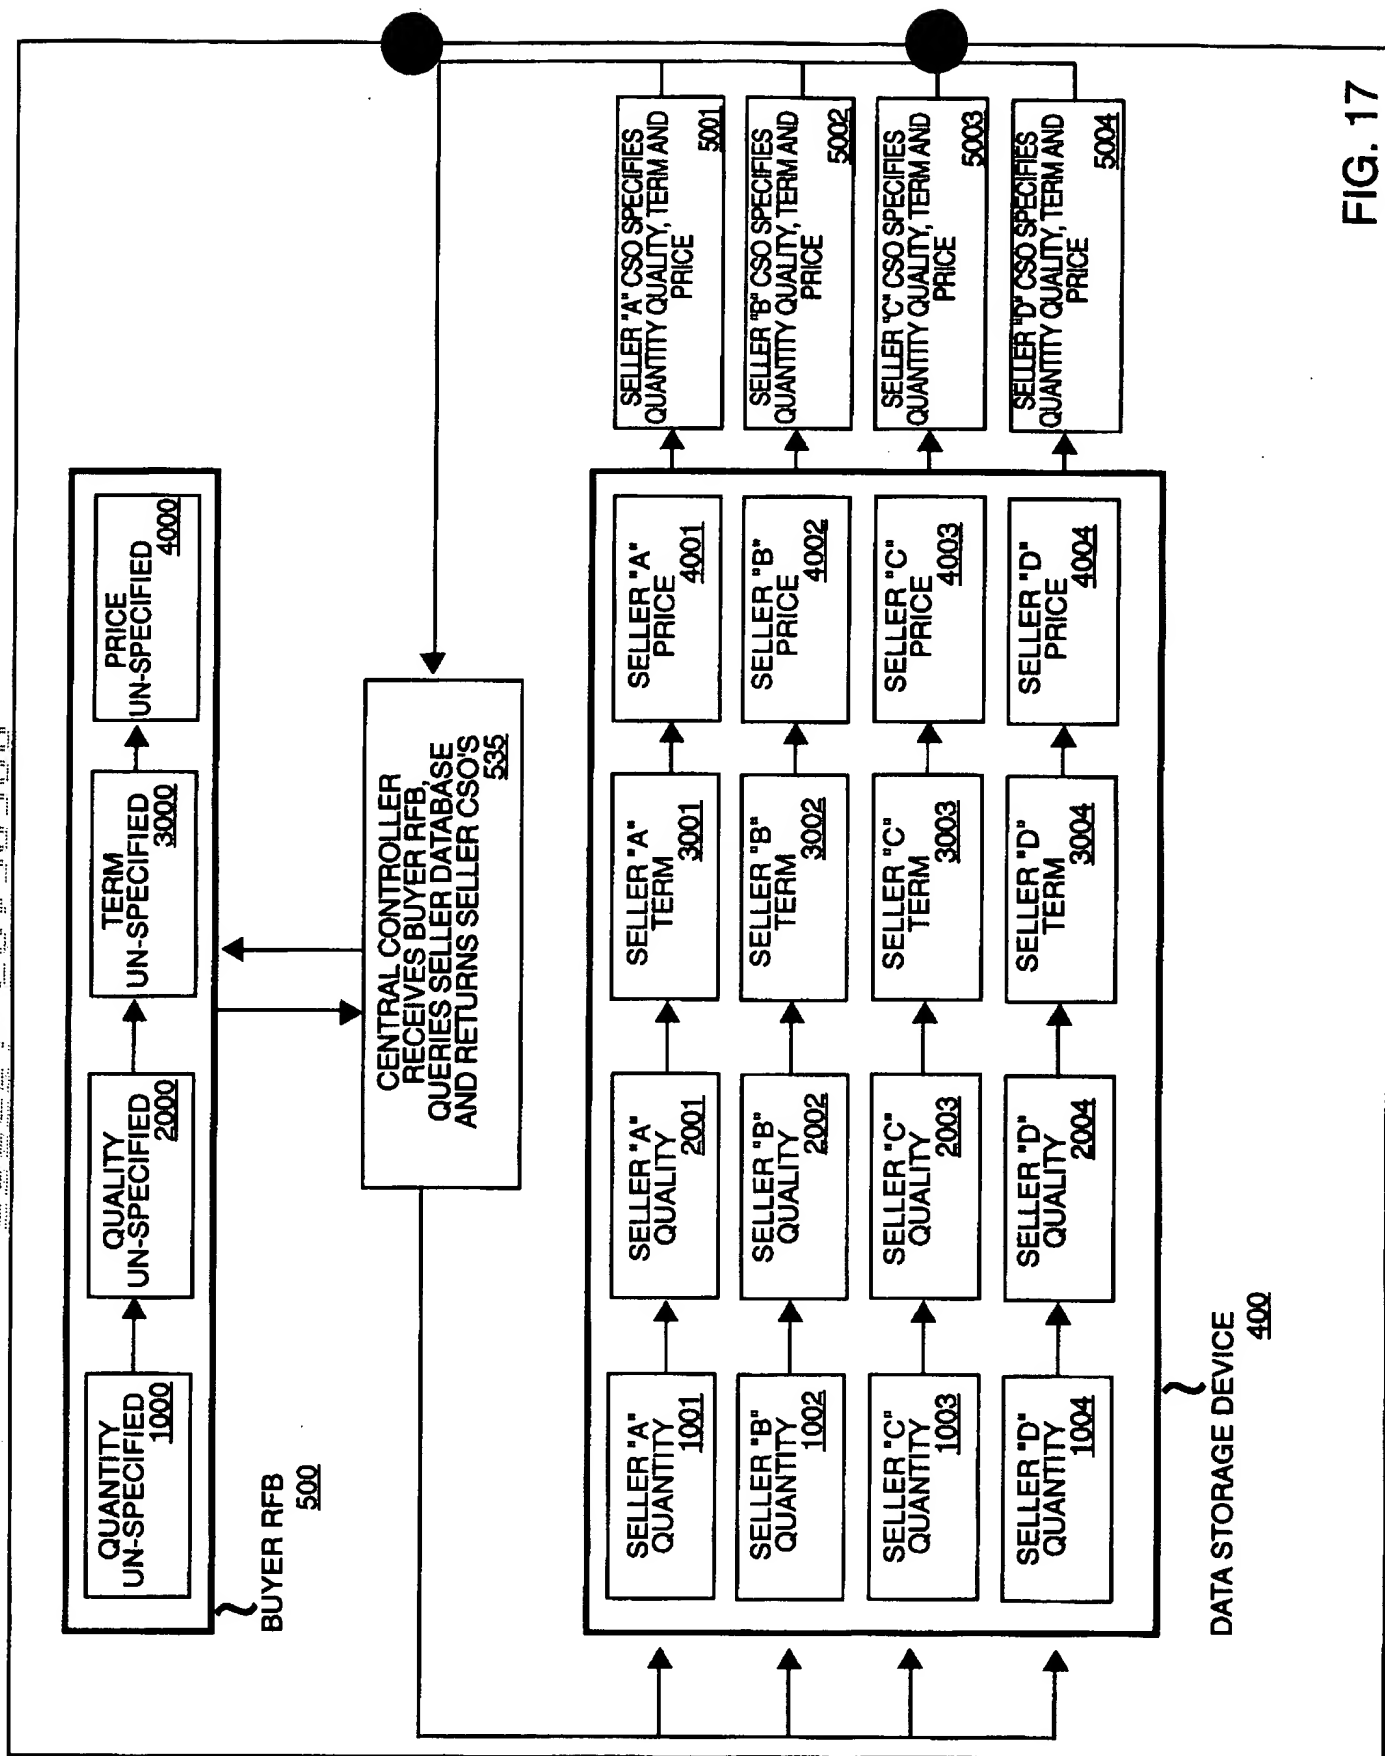 QUANTITY
UN-SPECIFIED
1000
QUALITY
UN-SPECIFIED
2000
TERM
UN-SPECIFIED
3000
PRICE
UN-SPECIFIED
4000
BUYER RFB
500
CENTRAL CONTROLLER
RECEIVES BUYER RFB,
QUERIES SELLER DATABASE
AND RETURNS SELLER CSO'S
535
SELLER "A"
QUANTITY
1001
SELLER "A"
QUALITY
2001
SELLER "A"
TERM
3001
SELLER "A"
PRICE
4001
SELLER "A" CSO SPECIFIES
QUANTITY QUALITY, TERM AND
PRICE
5001
SELLER "B"
QUANTITY
1002
SELLER "B"
QUALITY
2002
SELLER "B"
TERM
3002
SELLER "B"
PRICE
4002
SELLER "B" CSO SPECIFIES
QUANTITY QUALITY, TERM AND
PRICE
5002
SELLER "C"
QUANTITY
1003
SELLER "C"
QUALITY
2003
SELLER "C"
TERM
3003
SELLER "C"
PRICE
4003
SELLER "C" CSO SPECIFIES
QUANTITY QUALITY, TERM AND
PRICE
5003
SELLER "D"
QUANTITY
1004
SELLER "D"
QUALITY
2004
SELLER "D"
TERM
3004
SELLER "D"
PRICE
4004
SELLER "D" CSO SPECIFIES
QUANTITY QUALITY, TERM AND
PRICE
5004
DATA STORAGE DEVICE
400
FIG. 17